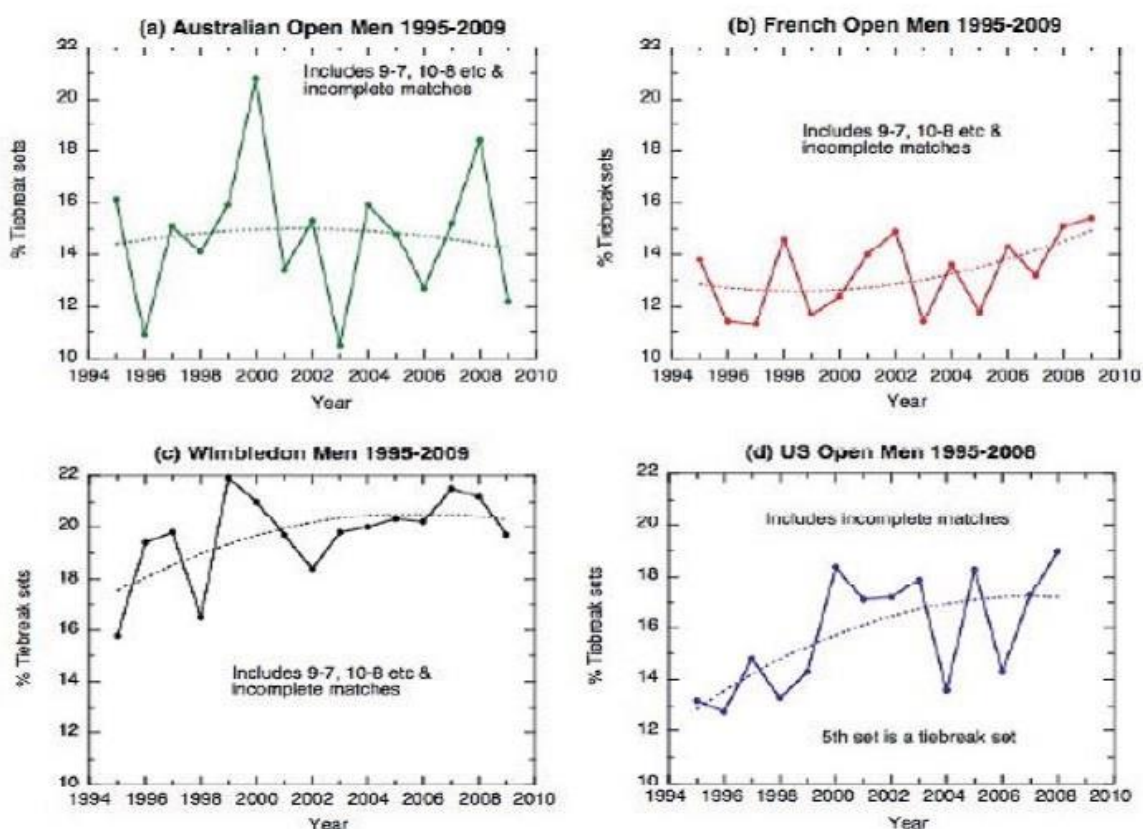 (a) Australian Open Men 1995-2009
22
20
18
16
14
12
10
% Tiebreak sets
Includes 9-7, 10-8 etc &
incomplete matches
1994 1996 1998 2000 2002 2004 2006 2008 2010
Year
(b) French Open Men 1995-2009
22
20
18
16
14
12
10
% Tiebreak sets
Includes 9-7, 10-8 etc &
incomplete matches
1994 1996 1998 2000 2002 2004 2006 2008 2010
Year
(c) Wimbledon Men 1995-2009
22
20
18
16
14
12
10
% Tiebreak sets
Includes 9-7, 10-8 etc &
incomplete matches
1994 1996 1998 2000 2002 2004 2006 2008 2010
Year
(d) US Open Men 1995-2008
22
20
18
16
14
12
10
% Tiebreak sets
Includes incomplete matches
5th set is a tiebreak set
1994 1996 1998 2000 2002 2004 2006 2008 2010
Year